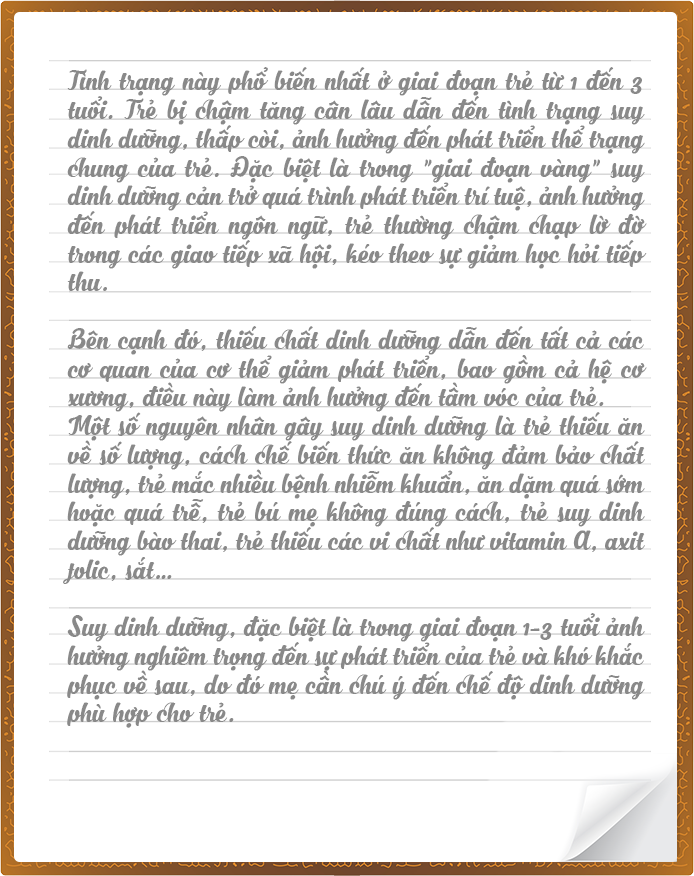 Tình trạng này phổ biến nhất ở giai đoạn trẻ từ 1 đến 3
tuổi. Trẻ bị chậm tăng cân lâu dẫn đến tình trạng suy
dinh dưỡng, thấp còi, ảnh hưởng đến phát triển thể trạng
chung của trẻ. Đặc biệt là trong "giai đoạn vàng" suy
dinh dưỡng cản trở quá trình phát triển trí tuệ, ảnh hưởng
đến phát triển ngôn ngữ, trẻ thường chậm chạp lờ đờ
trong các giao tiếp xã hội, kéo theo sự giảm học hỏi tiếp
thu.
Bên cạnh đó, thiếu chất dinh dưỡng dẫn đến tất cả các
cơ quan của cơ thể giảm phát triển, bao gồm cả hệ cơ
xương, điều này làm ảnh hưởng đến tầm vóc của trẻ.
Một số nguyên nhân gây suy dinh dưỡng là trẻ thiếu ăn
về số lượng, cách chế biến thức ăn không đảm bảo chất
lượng, trẻ mắc nhiều bệnh nhiễm khuẩn, ăn dặm quá sớm
hoặc quá trễ, trẻ bú mẹ không đúng cách, trẻ suy dinh
dưỡng bào thai, trẻ thiếu các vi chất như vitamin A, axit
folic, sắt...
Suy dinh dưỡng, đặc biệt là trong giai đoạn 1-3 tuổi ảnh
hưởng nghiêm trọng đến sự phát triển của trẻ và khó khắc
phục về sau, do đó mẹ cần chú ý đến chế độ dinh dưỡng
phù hợp cho trẻ.